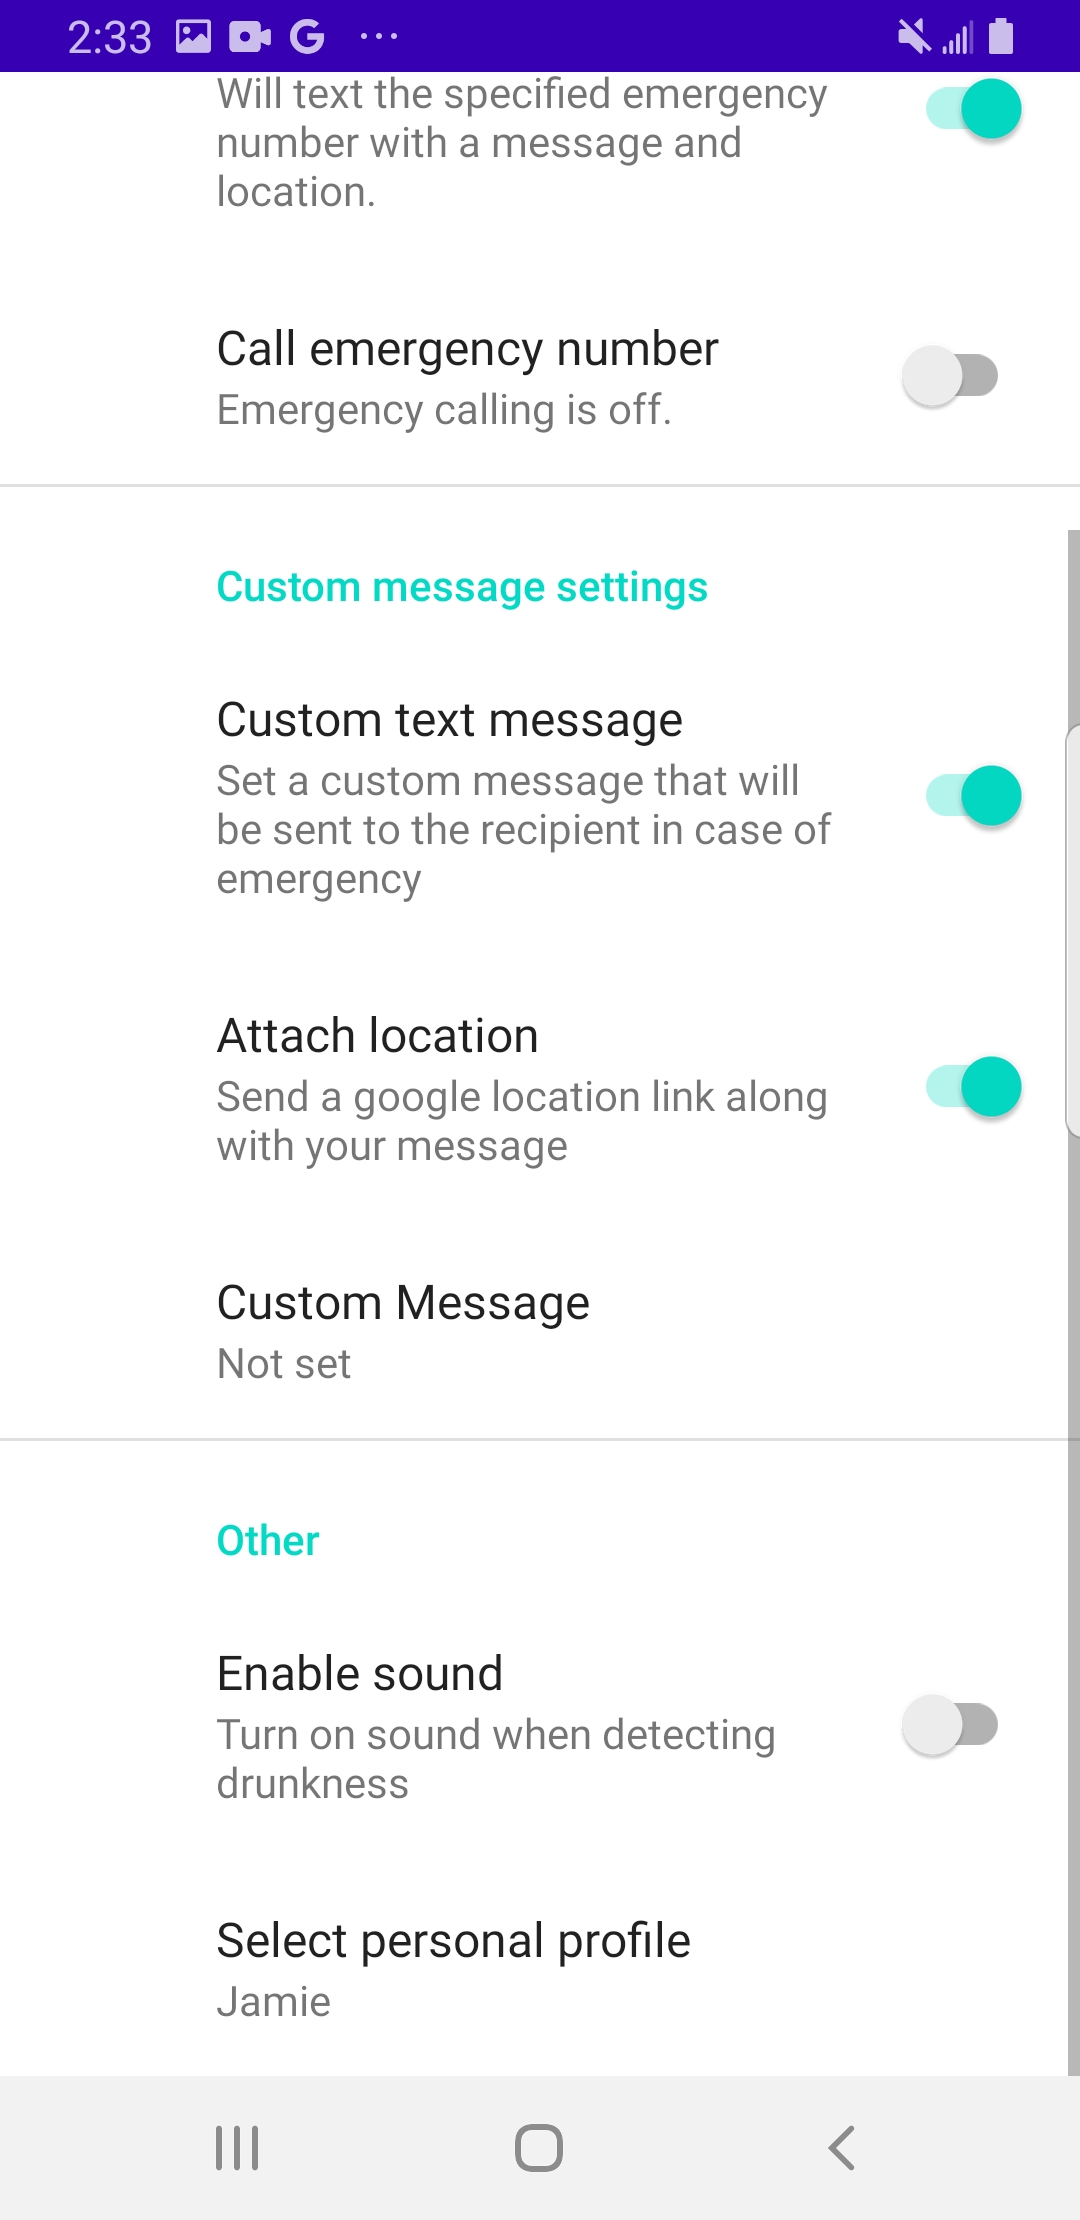 2:33
Will text the specified emergency
number with a message and
location.
Call emergency number
Emergency calling is off.
Custom message settings
Custom text message
Set a custom message that will
be sent to the recipient in case of
emergency
Attach location
Send a google location link along
with your message
Custom Message
Not set
Other
Enable sound
Turn on sound when detecting
drunkness
Select personal profile
Jamie